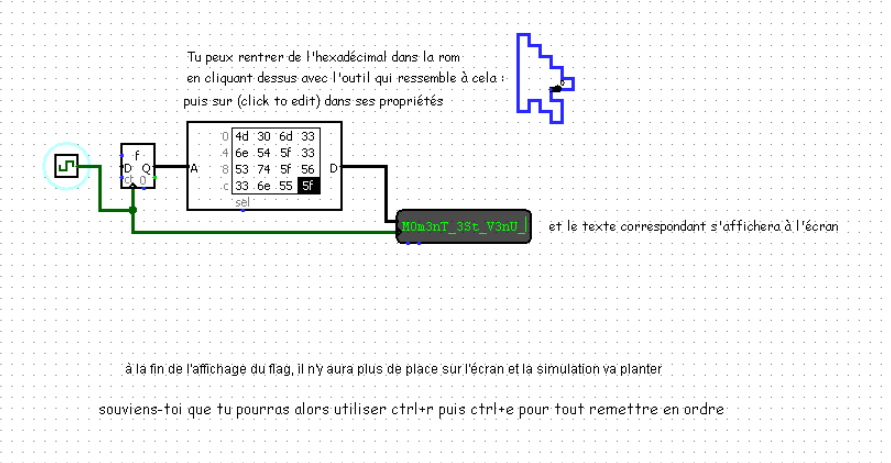 Tu peux rentrer de l'hexadécimal dans la rom
en cliquant dessus avec l'outil qui ressemble à cela :
puis sur (click to edit) dans ses propriétés
f
D Q
ct 0
A
0 4d 30 6d 33
4 6e 54 5f 33
8 53 74 5f 56
c 33 6e 55 5f
D
sel
M0m3nT_3St_V3nU_
et le texte correspondant s'affichera à l'écran
à la fin de l'affichage du flag, il n'y aura plus de place sur l'écran et la simulation va planter
souviens-toi que tu pourras alors utiliser ctrl+r puis ctrl+e pour tout remettre en ordre